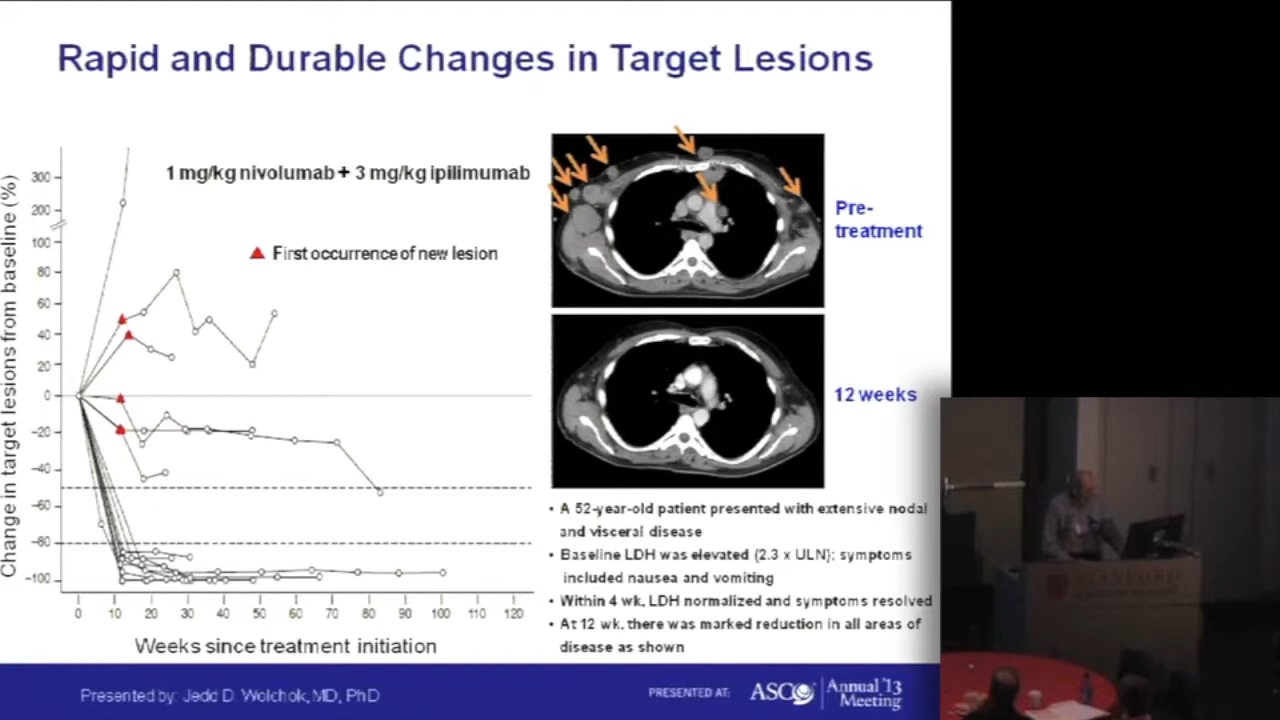 Rapid and Durable Changes in Target Lesions
Change in target lesions from baseline (%)
300
200
100
80
60
40
20
0
−20
−40
−60
−80
−100
1 mg/kg nivolumab + 3 mg/kg ipilimumab
First occurrence of new lesion
0 10 20 30 40 50 60 70 80 90 100 110 120
Weeks since treatment initiation
Pre-
treatment
12 weeks
• A 52-year-old patient presented with extensive nodal
and visceral disease
• Baseline LDH was elevated (2.3 x ULN); symptoms
included nausea and vomiting
• Within 4 wk, LDH normalized and symptoms resolved
• At 12 wk, there was marked reduction in all areas of
disease as shown
Presented by: Jedd D. Wolchok, MD, PhD
PRESENTED AT:
ASCO
Annual '13
Meeting
STANFORD